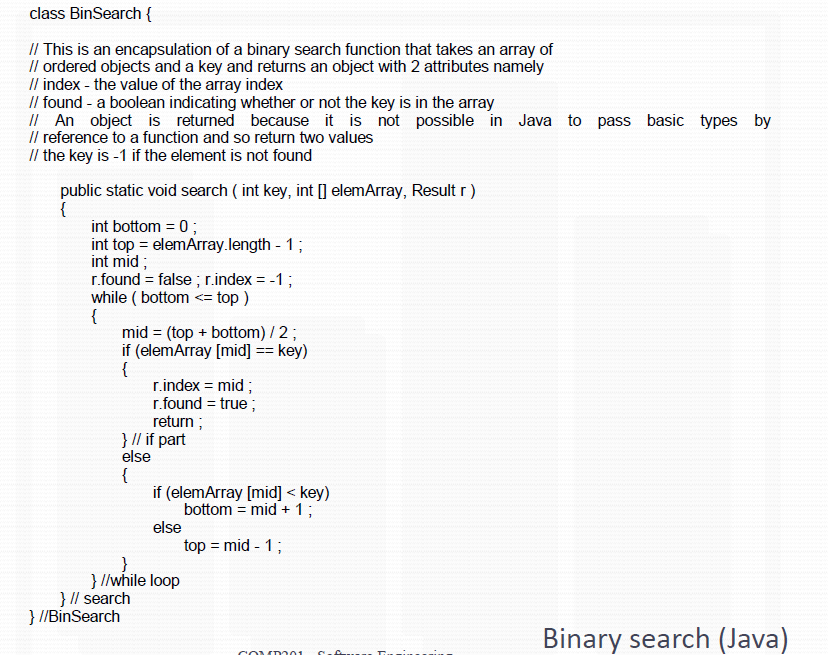 class BinSearch {
// This is an encapsulation of a binary search function that takes an array of
// ordered objects and a key and returns an object with 2 attributes namely
// index - the value of the array index
// found - a boolean indicating whether or not the key is in the array
// An object is returned because it is not possible in Java to pass basic types by
// reference to a function and so return two values
// the key is -1 if the element is not found
public static void search ( int key, int [] elemArray, Result r )
{
int bottom = 0 ;
int top = elemArray.length - 1 ;
int mid ;
r.found = false ; r.index = -1 ;
while ( bottom <= top )
{
mid = (top + bottom) / 2 ;
if (elemArray [mid] == key)
{
r.index = mid ;
r.found = true ;
return ;
} // if part
else
{
if (elemArray [mid] < key)
bottom = mid + 1 ;
else
top = mid - 1 ;
}
} //while loop
} // search
} //BinSearch
COMP201 - Software Engineering
Binary search (Java)